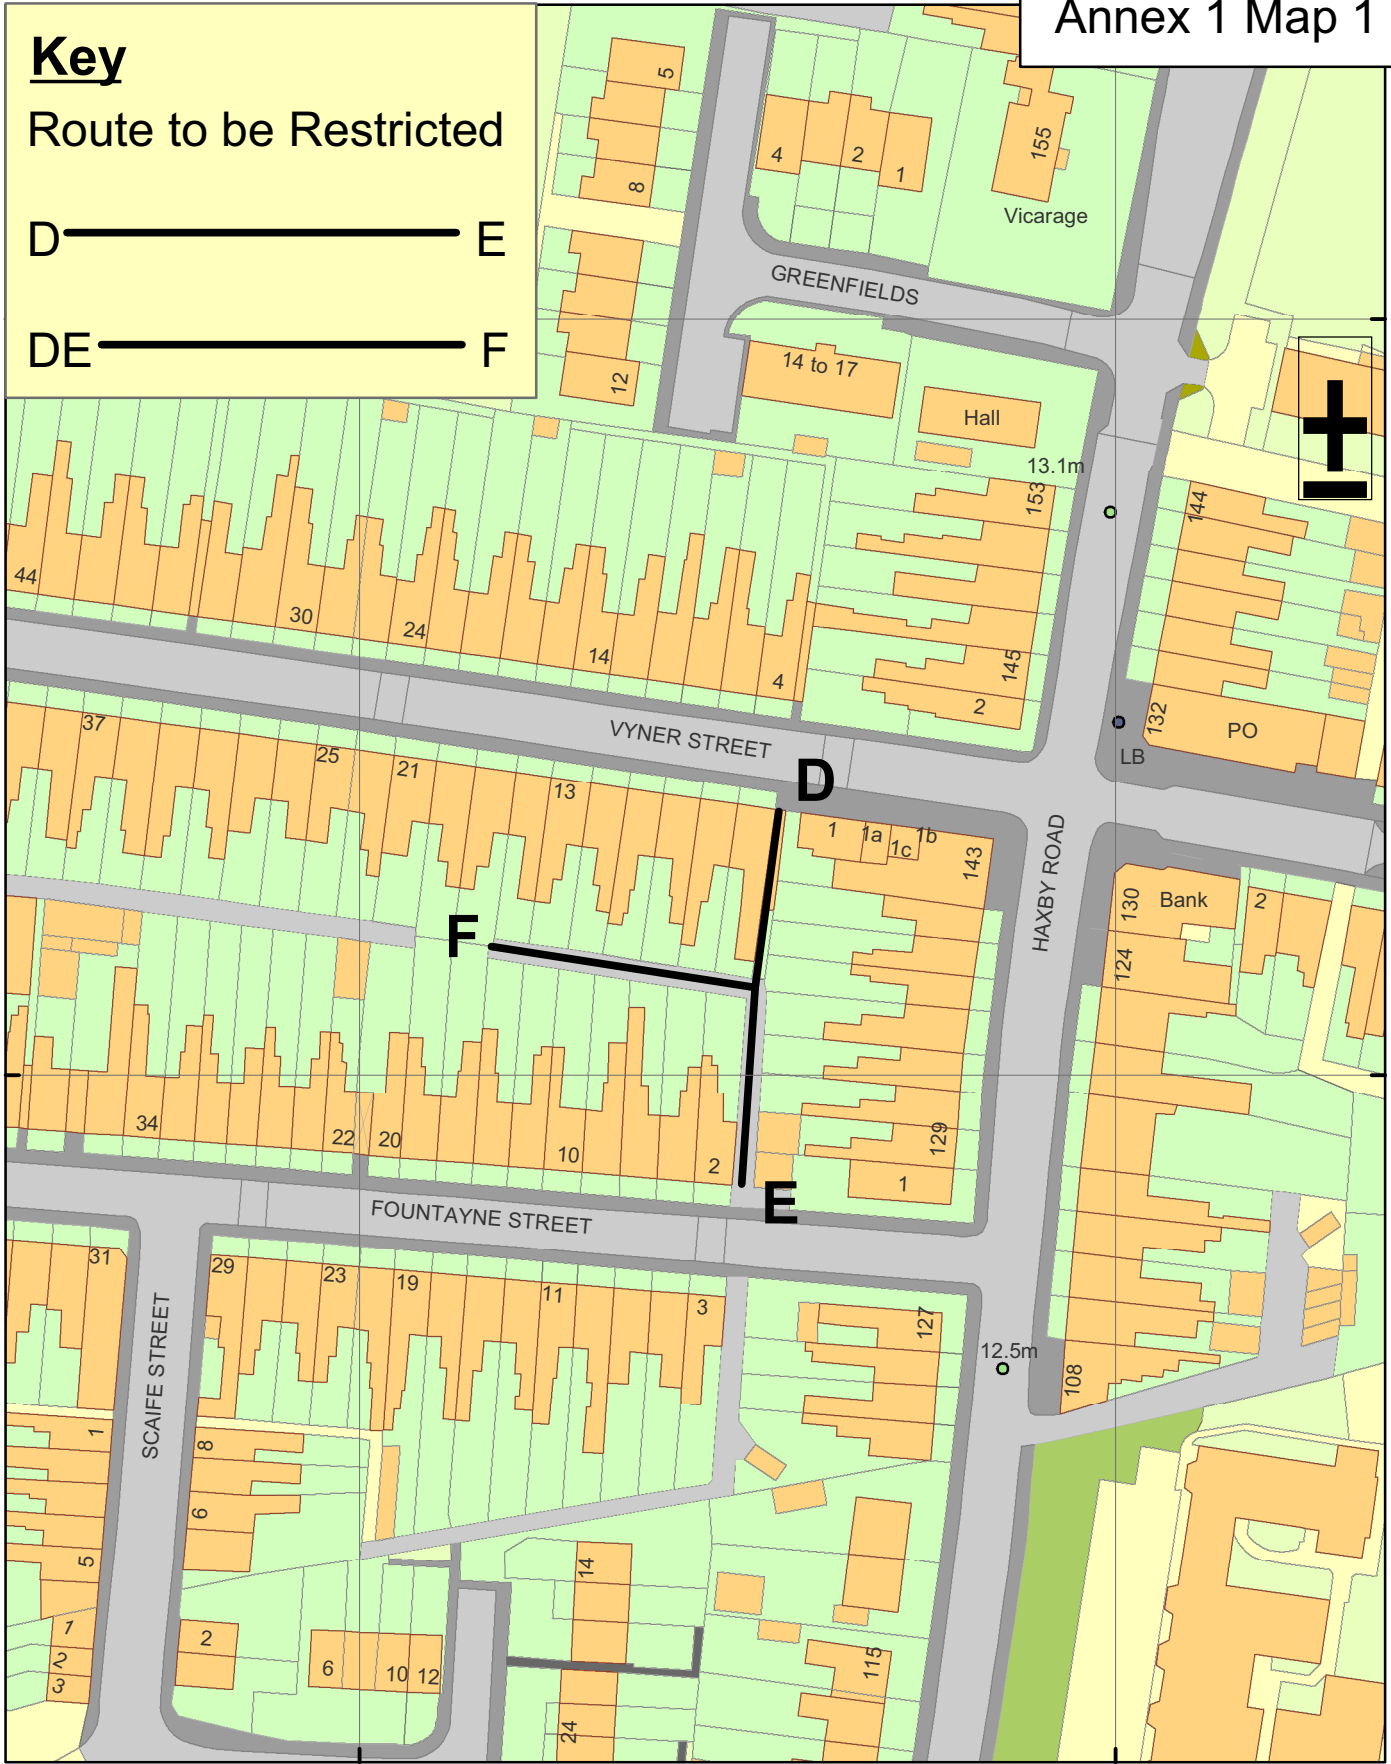 Annex 1 Map 1
Key
Route to be Restricted
D E
DE F
5
8
12
4
2
1
155
Vicarage
GREENFIELDS
14 to 17
Hall
13.1m
153
144
44
30
24
14
4
145
2
132
PO
LB
VYNER STREET
37
25
21
13
D
1
1a
1c
1b
143
HAXBY ROAD
130
Bank
2
124
F
34
22
20
10
2
129
1
E
FOUNTAYNE STREET
31
29
23
19
11
3
127
12.5m
108
SCAIFE STREET
1
8
6
5
14
1
2
3
2
6
10
12
24
115